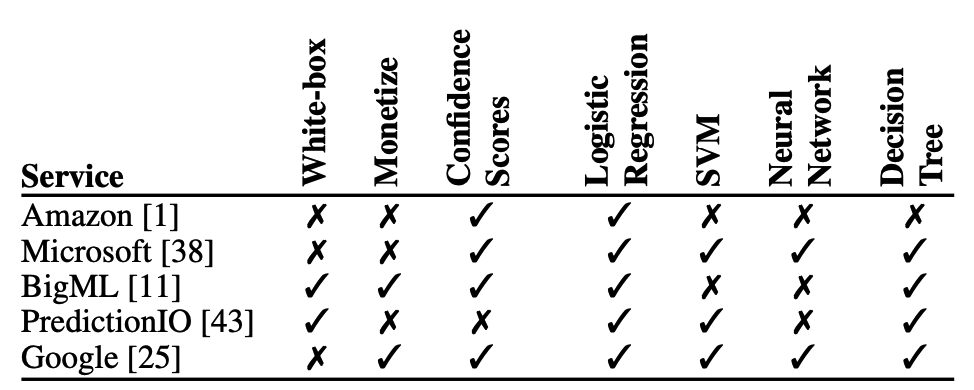 Service White-box Monetize Confidence Scores Logistic Regression SVM Neural Network Decision Tree
Amazon [1] ✗ ✗ ✓ ✓ ✗ ✗ ✗
Microsoft [38] ✗ ✗ ✓ ✓ ✓ ✓ ✓
BigML [11] ✓ ✓ ✓ ✓ ✗ ✗ ✓
PredictionIO [43] ✓ ✗ ✗ ✓ ✓ ✗ ✓
Google [25] ✗ ✓ ✓ ✓ ✓ ✓ ✓